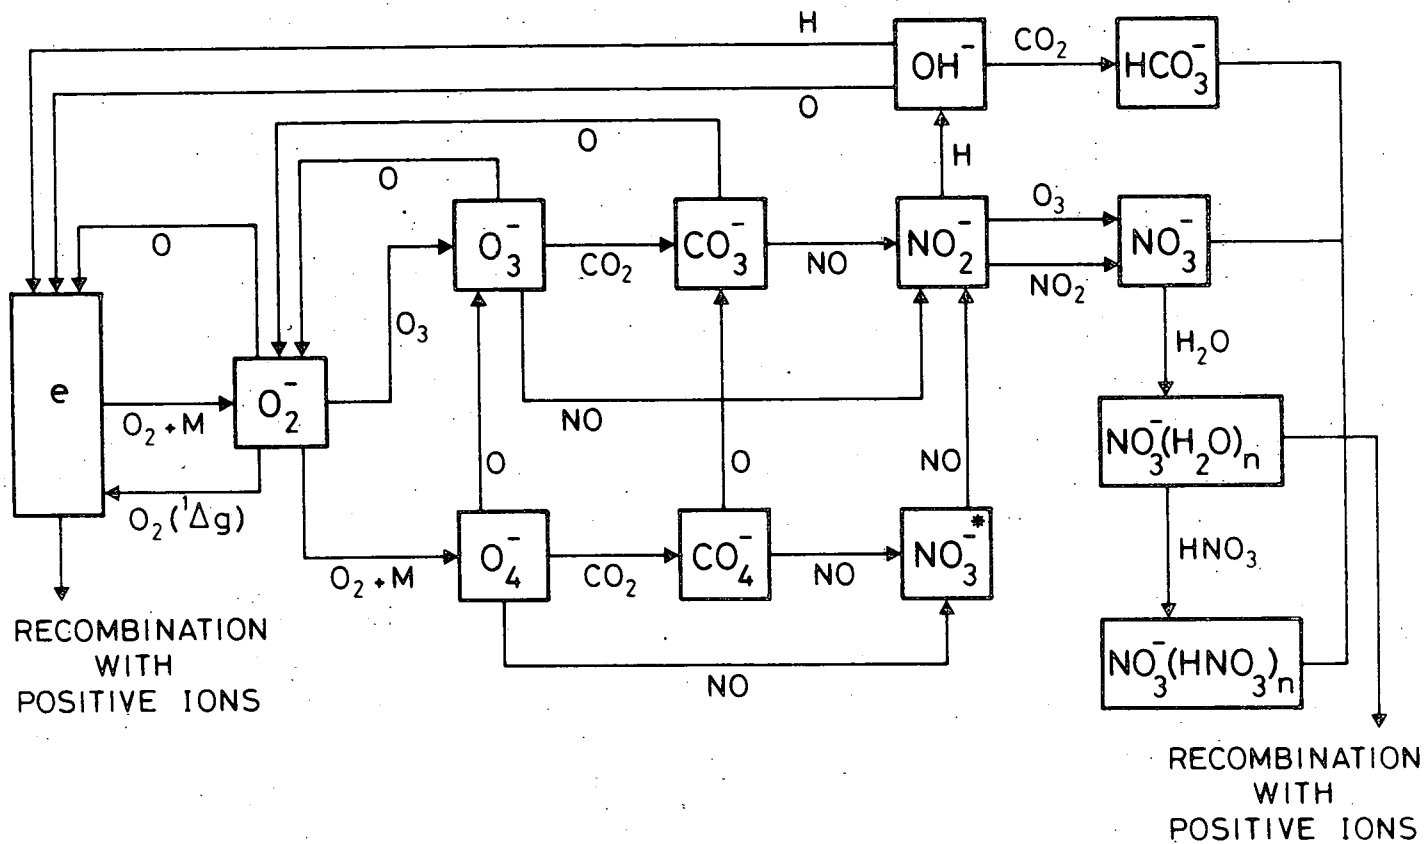 H
OH⁻
CO₂
HCO₃⁻
O
O
H
O
O₃
O
O₃⁻
CO₂
CO₃⁻
NO
NO₂⁻
NO₂
NO₃⁻
O₃
H₂O
e
O₂ + M
O₂⁻
NO
NO₃⁻(H₂O)ₙ
O
O
NO
O₂(¹Δg)
HNO₃
O₂ + M
O₄⁻
CO₂
CO₄⁻
NO
NO₃⁻*
RECOMBINATION
WITH
POSITIVE IONS
NO
NO₃⁻(HNO₃)ₙ
RECOMBINATION
WITH
POSITIVE IONS